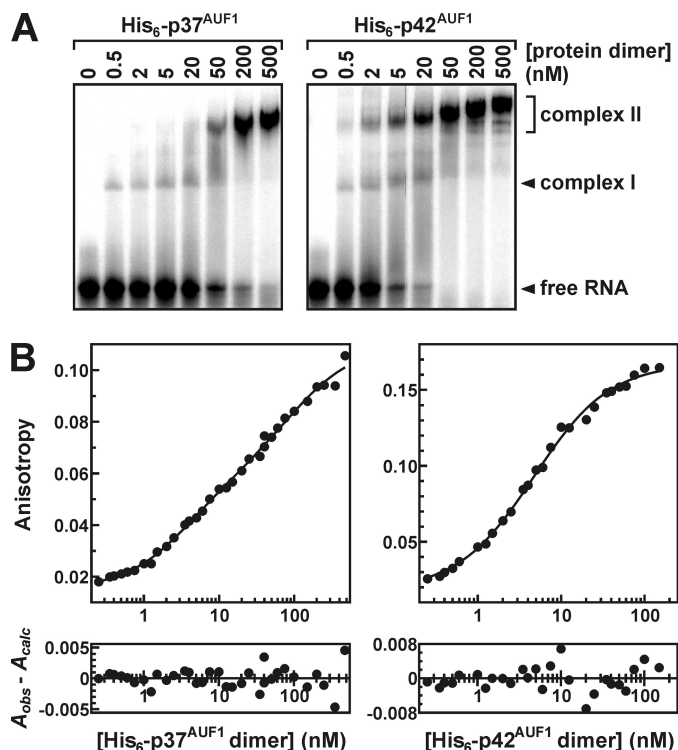 A
His6-p37AUF1 His6-p42AUF1
0 0.5 2 5 20 50 200 500 0 0.5 2 5 20 50 200 500 [protein dimer] (nM)
complex II
complex I
free RNA
B
Anisotropy
0.10
0.08
0.06
0.04
0.02
1 10 100
0.15
0.10
0.05
1 10 100
Aobs - Acalc
0.005
0
-0.005
1 10 100
0.008
0
-0.008
1 10 100
[His6-p37AUF1 dimer] (nM) [His6-p42AUF1 dimer] (nM)